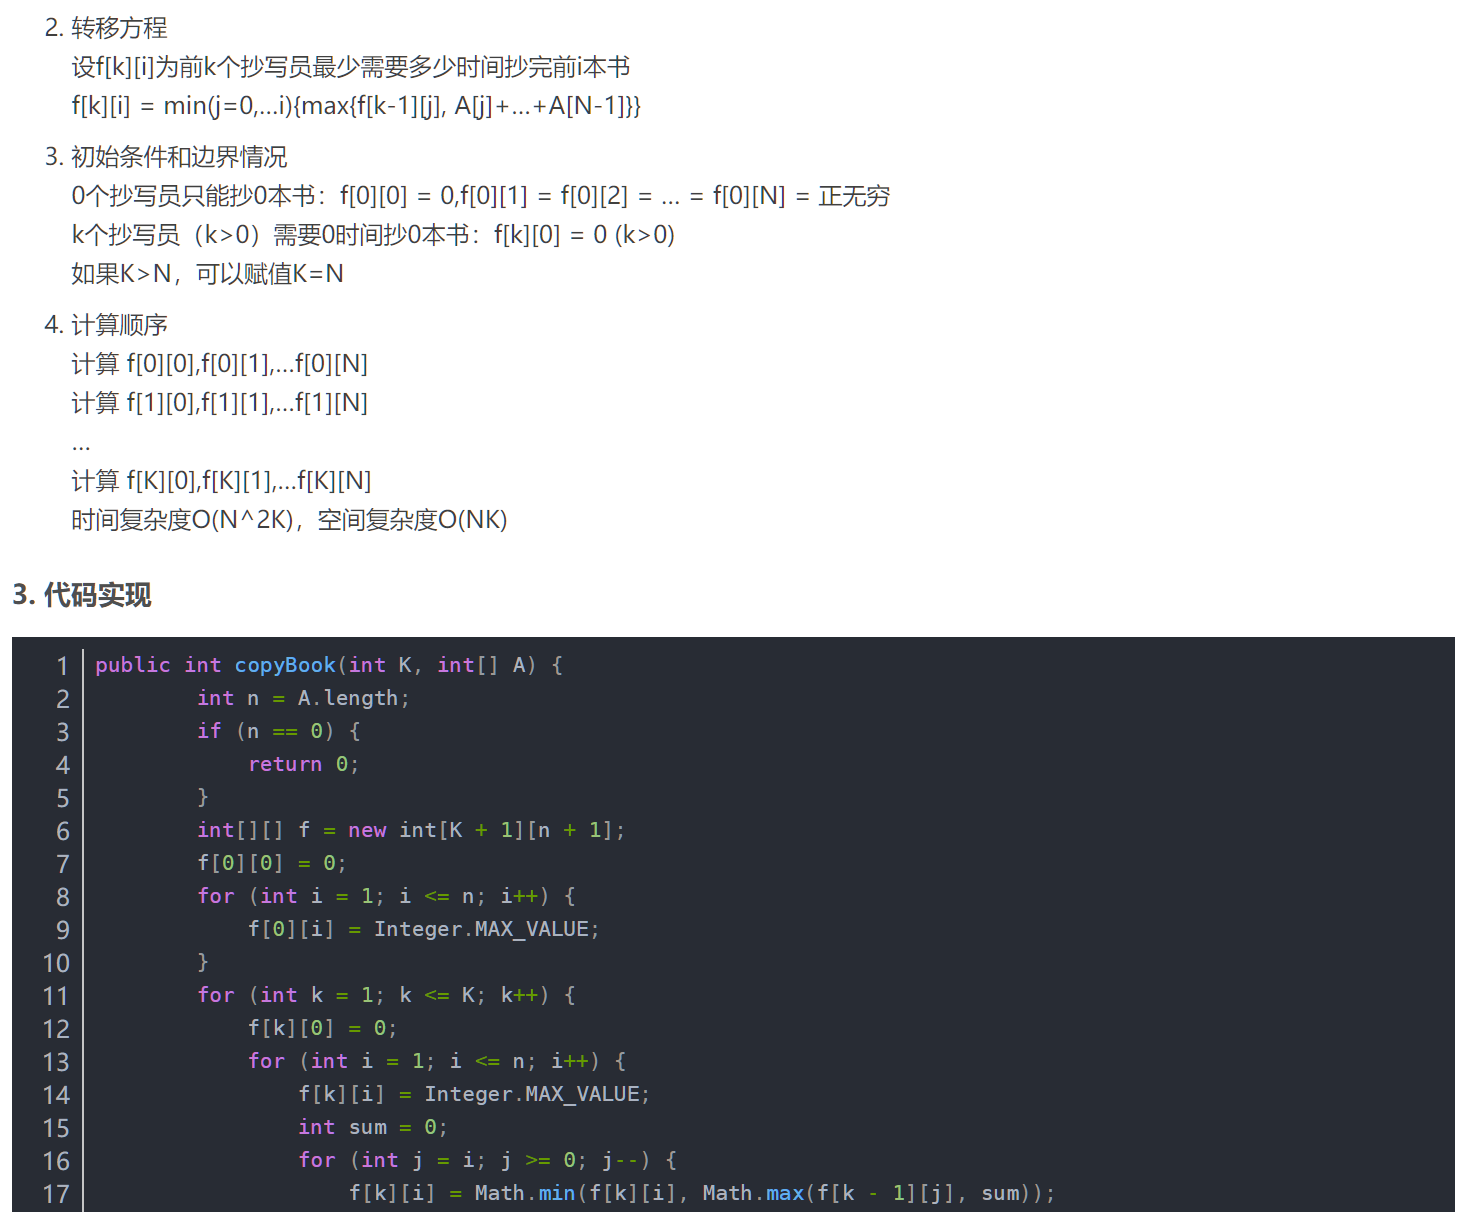 2. 转移方程
设f[k][i]为前k个抄写员最少需要多少时间抄完前i本书
f[k][i] = min(j=0,...i){max{f[k-1][j], A[j]+...+A[N-1]}}
3. 初始条件和边界情况
0个抄写员只能抄0本书：f[0][0] = 0,f[0][1] = f[0][2] = ... = f[0][N] = 正无穷
k个抄写员（k>0）需要0时间抄0本书：f[k][0] = 0 (k>0)
如果K>N，可以赋值K=N
4. 计算顺序
计算 f[0][0],f[0][1],...f[0][N]
计算 f[1][0],f[1][1],...f[1][N]
...
计算 f[K][0],f[K][1],...f[K][N]
时间复杂度O(N^2K)，空间复杂度O(NK)
3. 代码实现
1 public int copyBook(int K, int[] A) {
2         int n = A.length;
3         if (n == 0) {
4             return 0;
5         }
6         int[][] f = new int[K + 1][n + 1];
7         f[0][0] = 0;
8         for (int i = 1; i <= n; i++) {
9             f[0][i] = Integer.MAX_VALUE;
10         }
11         for (int k = 1; k <= K; k++) {
12             f[k][0] = 0;
13             for (int i = 1; i <= n; i++) {
14                 f[k][i] = Integer.MAX_VALUE;
15                 int sum = 0;
16                 for (int j = i; j >= 0; j--) {
17                     f[k][i] = Math.min(f[k][i], Math.max(f[k - 1][j], sum));